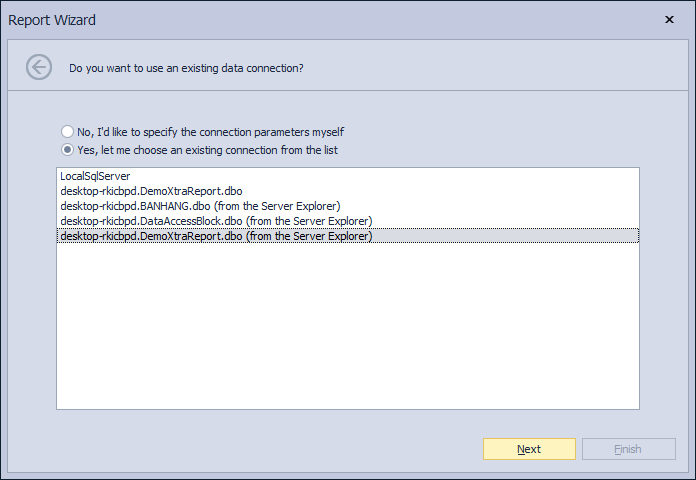 Report Wizard
Do you want to use an existing data connection?
No, I'd like to specify the connection parameters myself
Yes, let me choose an existing connection from the list
LocalSqlServer
desktop-rkicbpd.DemoXtraReport.dbo
desktop-rkicbpd.BANHANG.dbo (from the Server Explorer)
desktop-rkicbpd.DataAccessBlock.dbo (from the Server Explorer)
desktop-rkicbpd.DemoXtraReport.dbo (from the Server Explorer)
Next
Finish